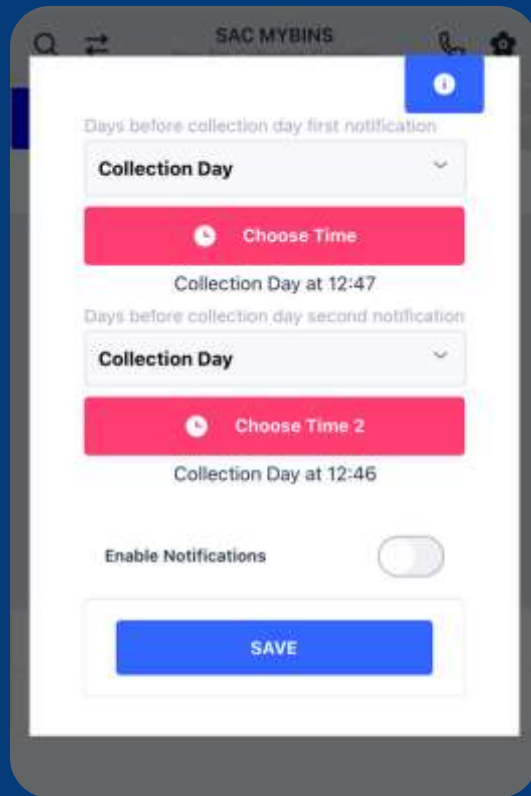 SAC MYBINS
Days before collection day first notification
Collection Day
Choose Time
Collection Day at 12:47
Days before collection day second notification
Collection Day
Choose Time 2
Collection Day at 12:46
Enable Notifications
SAVE